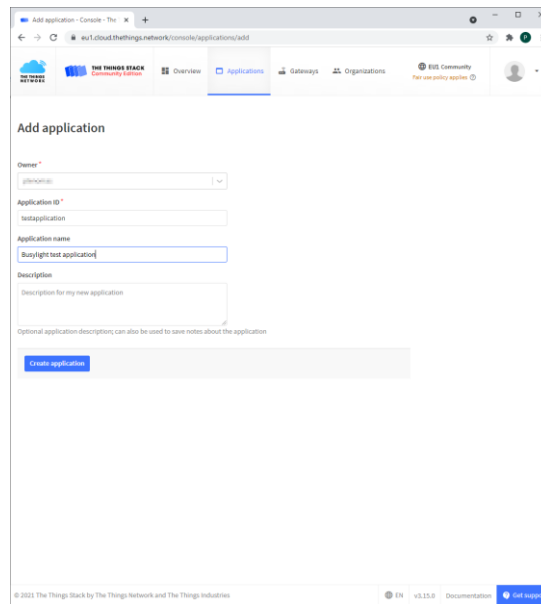 Add application - Console - The
eu1.cloud.thethings.network/console/applications/add
THE THINGS NETWORK
THE THINGS STACK
Community Edition
Overview
Applications
Gateways
Organizations
EU1 Community
Fair use policy applies
Add application
Owner *
Application ID *
testapplication
Application name
Busylight test application
Description
Description for my new application
Optional application description; can also be used to save notes about the application
Create application
© 2021 The Things Stack by The Things Network and The Things Industries
EN
v3.15.0
Documentation
Get suppo